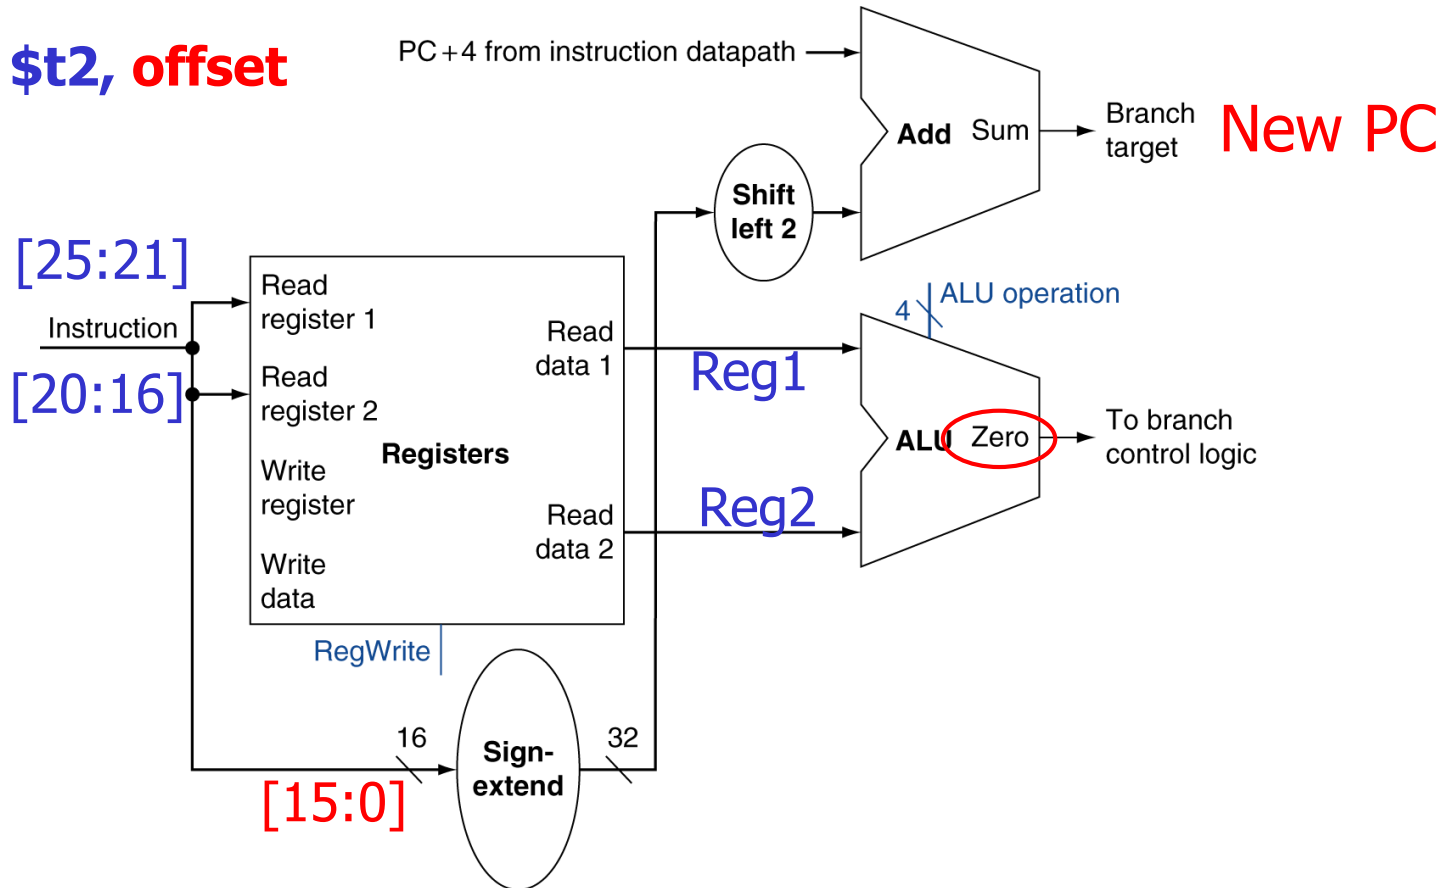 $t2, offset
PC+4 from instruction datapath
Add Sum
Branch
target
New PC
Shift
left 2
[25:21]
Instruction
[20:16]
Read
register 1
Read
register 2
Write
register
Write
data
Registers
Read
data 1
Read
data 2
Reg1
Reg2
4
ALU operation
ALU Zero
To branch
control logic
RegWrite
16
Sign-
extend
32
[15:0]